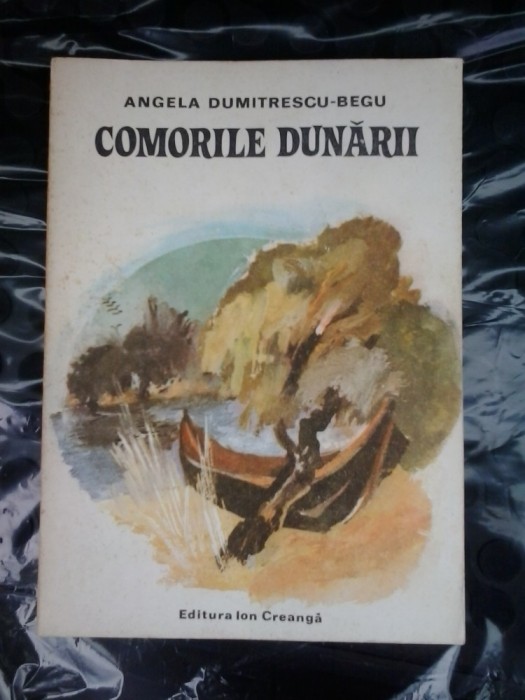 ANGELA DUMITRESCU-BEGU
COMORILE DUNĂRII
Editura Ion Creangă